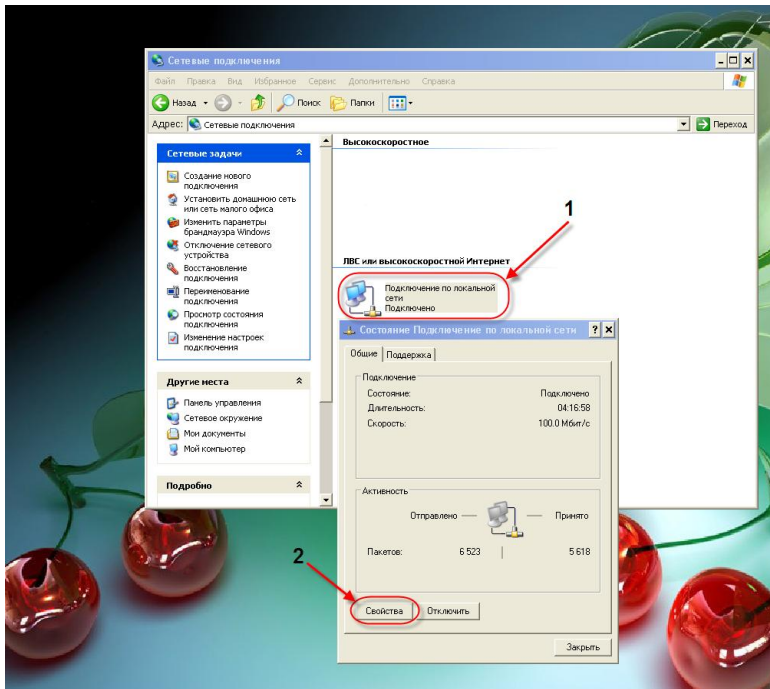 Сетевые подключения
Файл Правка Вид Избранное Сервис Дополнительно Справка
Назад Поиск Папки
Адрес: Сетевые подключения Переход
Сетевые задачи
Создание нового
подключения
Установить домашнюю сеть
или сеть малого офиса
Изменить параметры
брандмауэра Windows
Отключение сетевого
устройства
Восстановление
подключения
Переименование
подключения
Просмотр состояния
подключения
Изменение настроек
подключения
Другие места
Панель управления
Сетевое окружение
Мои документы
Мой компьютер
Подробно
Высокоскоростное
1
ЛВС или высокоскоростной Интернет
Подключение по локальной
сети
Подключено
Состояние Подключение по локальной сети
Общие Поддержка
Подключение
Состояние: Подключено
Длительность: 04:16:58
Скорость: 100.0 Мбит/с
Активность
Отправлено — — Принято
Пакетов: 6 523 5 618
2
Свойства Отключить
Закрыть